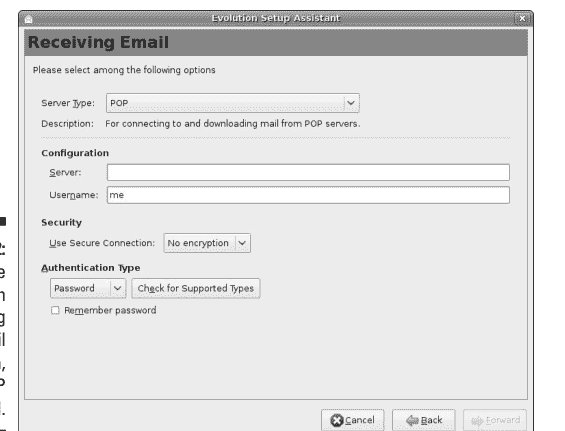 Evolution Setup Assistant
Receiving Email
Please select among the following options
Server Type: POP
Description: For connecting to and downloading mail from POP servers.
Configuration
Server:
Username: me
Security
Use Secure Connection: No encryption
Authentication Type
Password Check for Supported Types
Remember password
Cancel Back Forward